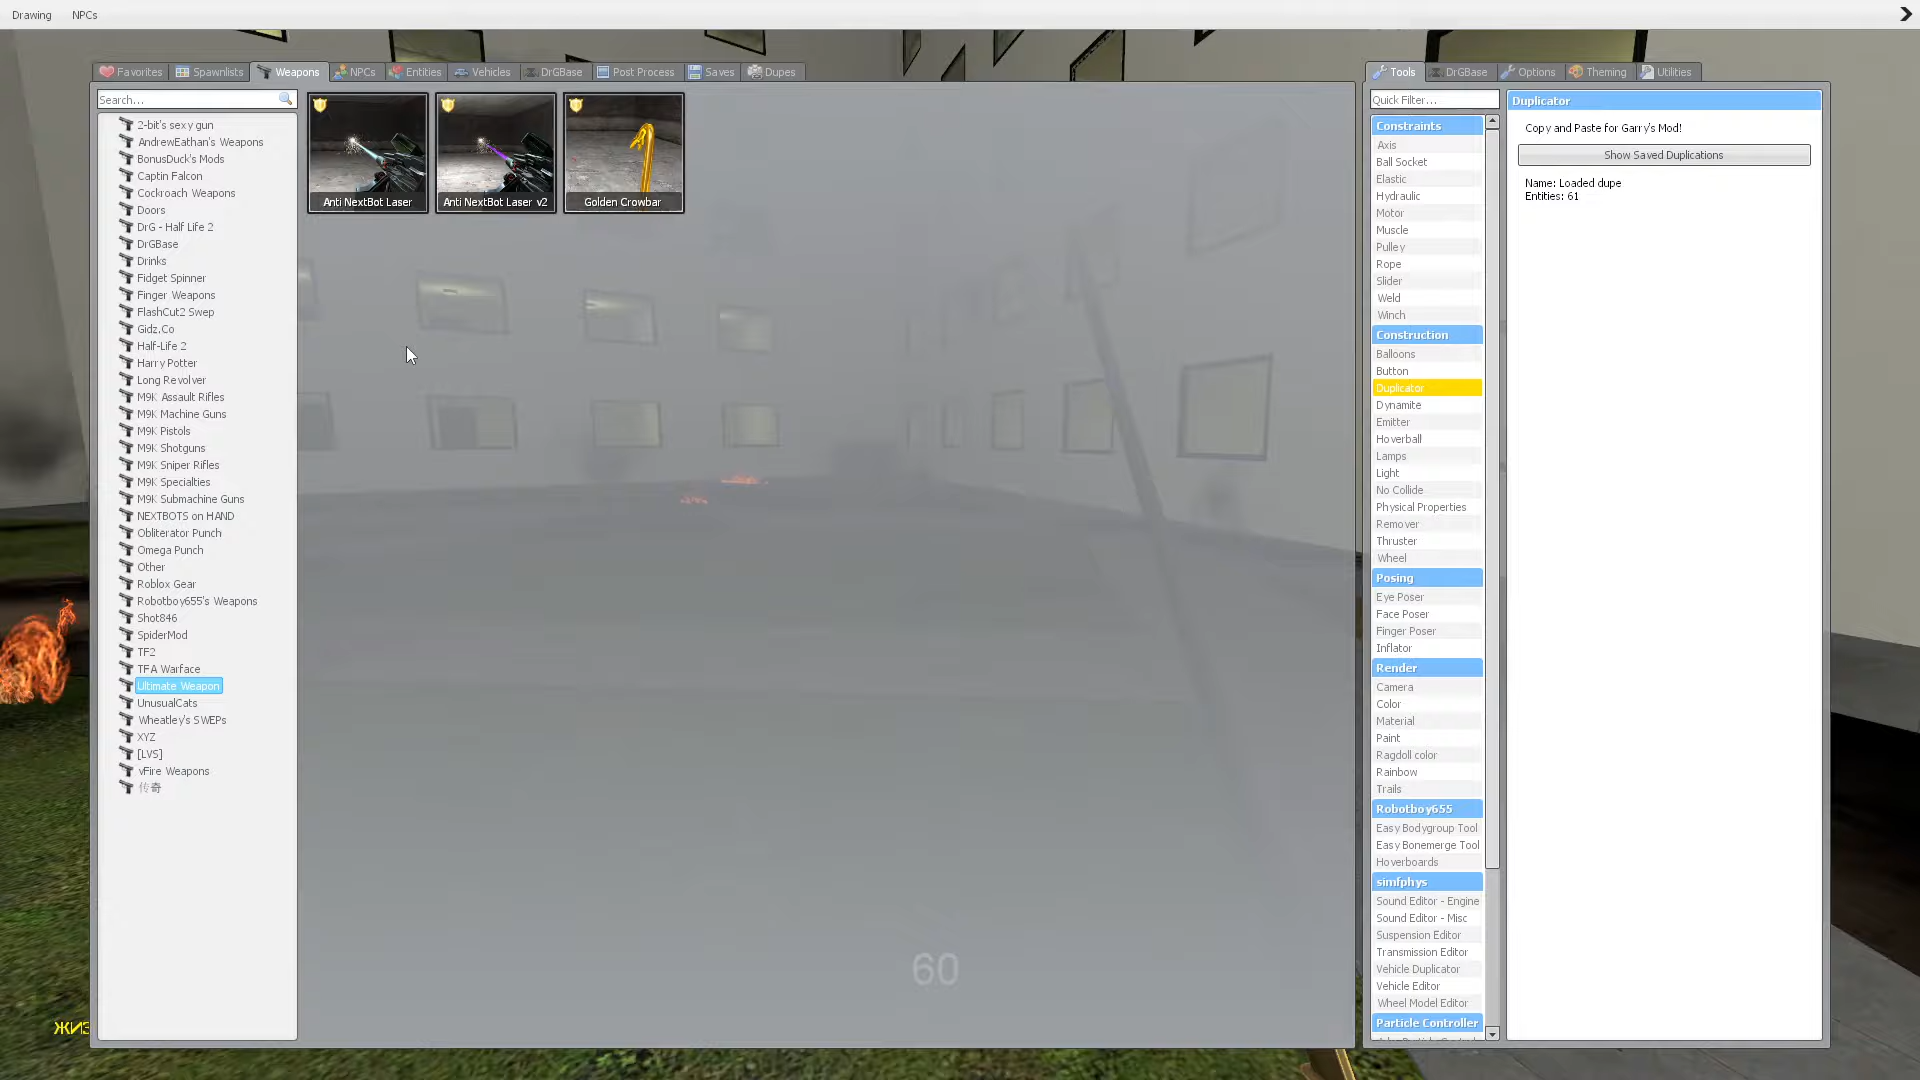 Drawing NPCs
Favorites Spawnlists Weapons NPCs Entities Vehicles DrGBase Post Process Saves Dupes
Search...
2-bit's sexy gun
AndrewEathan's Weapons
BonusDuck's Mods
Captin Falcon
Cockroach Weapons
Doors
DrG - Half Life 2
DrGBase
Drinks
Fidget Spinner
Finger Weapons
FlashCut2 Swep
Gidz.Co
Half-Life 2
Harry Potter
Long Revolver
M9K Assault Rifles
M9K Machine Guns
M9K Pistols
M9K Shotguns
M9K Sniper Rifles
M9K Specialties
M9K Submachine Guns
NEXTBOTS on HAND
Obliterator Punch
Omega Punch
Other
Roblox Gear
Robotboy655's Weapons
Shot846
SpiderMod
TF2
TFA Warface
Ultimate Weapon
UnusualCats
Wheatley's SWEPs
XYZ
[LVS]
vFire Weapons
传奇
Anti NextBot Laser
Anti NextBot Laser v2
Golden Crowbar
60
ЖИЗ
Tools DrGBase Options Theming Utilities
Quick Filter...
Constraints
Axis
Ball Socket
Elastic
Hydraulic
Motor
Muscle
Pulley
Rope
Slider
Weld
Winch
Construction
Balloons
Button
Duplicator
Dynamite
Emitter
Hoverball
Lamps
Light
No Collide
Physical Properties
Remover
Thruster
Wheel
Posing
Eye Poser
Face Poser
Finger Poser
Inflator
Render
Camera
Color
Material
Paint
Ragdoll color
Rainbow
Trails
Robotboy655
Easy Bodygroup Tool
Easy Bonemerge Tool
Hoverboards
simfphys
Sound Editor - Engine
Sound Editor - Misc
Suspension Editor
Transmission Editor
Vehicle Duplicator
Vehicle Editor
Wheel Model Editor
Particle Controller
Duplicator
Copy and Paste for Garry's Mod!
Show Saved Duplications
Name: Loaded dupe
Entities: 61